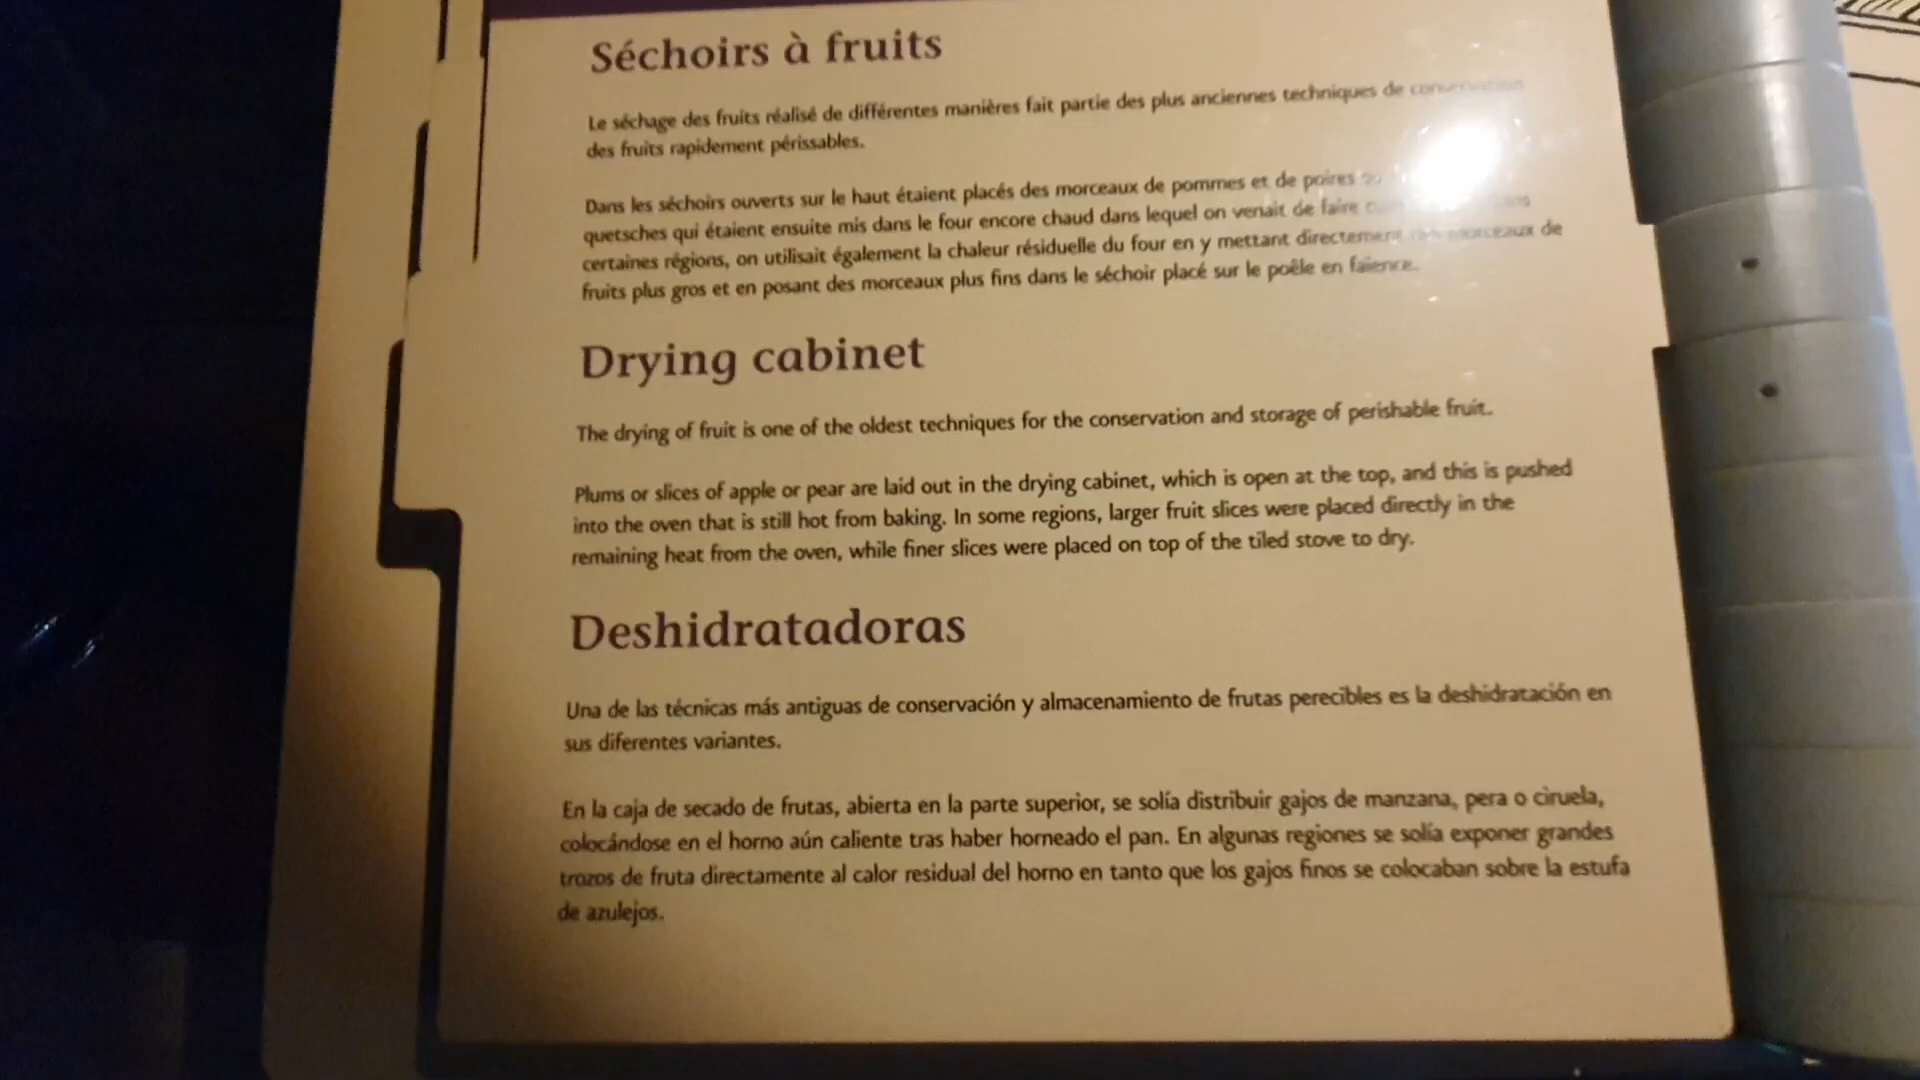 Séchoirs à fruits
Le séchage des fruits réalisé de différentes manières fait partie des plus anciennes techniques de conservation
des fruits rapidement périssables.
Dans les séchoirs ouverts sur le haut étaient placés des morceaux de pommes et de poires ou
quetsches qui étaient ensuite mis dans le four encore chaud dans lequel on venait de faire
certaines régions, on utilisait également la chaleur résiduelle du four en y mettant directement des morceaux de
fruits plus gros et en posant des morceaux plus fins dans le séchoir placé sur le poêle en faïence.
Drying cabinet
The drying of fruit is one of the oldest techniques for the conservation and storage of perishable fruit.
Plums or slices of apple or pear are laid out in the drying cabinet, which is open at the top, and this is pushed
into the oven that is still hot from baking. In some regions, larger fruit slices were placed directly in the
remaining heat from the oven, while finer slices were placed on top of the tiled stove to dry.
Deshidratadoras
Una de las técnicas más antiguas de conservación y almacenamiento de frutas perecibles es la deshidratación en
sus diferentes variantes.
En la caja de secado de frutas, abierta en la parte superior, se solía distribuir gajos de manzana, pera o ciruela,
colocándose en el horno aún caliente tras haber horneado el pan. En algunas regiones se solía exponer grandes
trozos de fruta directamente al calor residual del horno en tanto que los gajos finos se colocaban sobre la estufa
de azulejos.